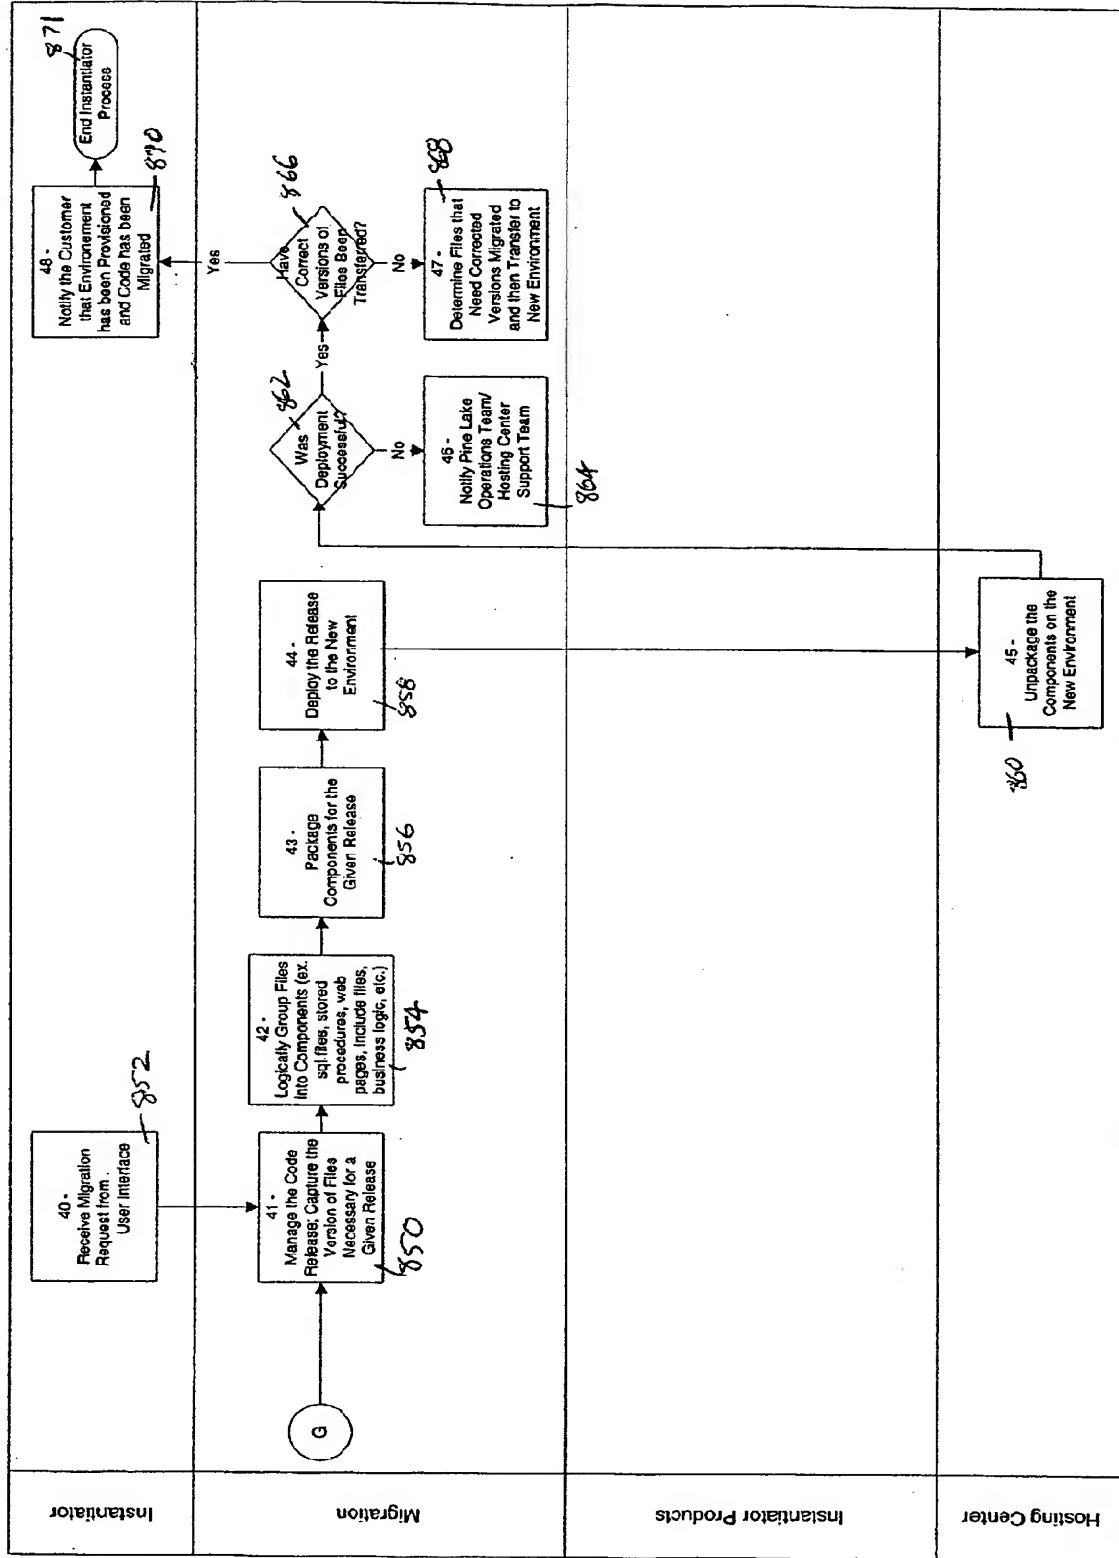 Instantiator
40 -
Receive Migration
Request from
User Interface
852
48 -
Notify the Customer
that Environement
has been Provisioned
and Code has been
Migrated
870
End Instantiator
Process
871
Migration
G
41 -
Manage the Code
Release; Capture the
Version of Files
Necessary for a
Given Release
850
42 -
Logically Group Files
Into Components (ex.
sql files, stored
procedures, web
pages, include files,
business logic, etc.)
854
43 -
Package
Components for the
Given Release
856
44 -
Deploy the Release
to the New
Environment
858
Was
Deployment
Successful?
862
Yes
No
46 -
Notify Pine Lake
Operations Team/
Hosting Center
Support Team
864
Have
Correct
Versions of
Files Been
Transferred?
866
Yes
No
47 -
Determine Files that
Need Corrected
Versions Migrated
and then Transfer to
New Environment
868
Instantiator Products
Hosting Center
45 -
Unpackage the
Components on the
New Environment
860